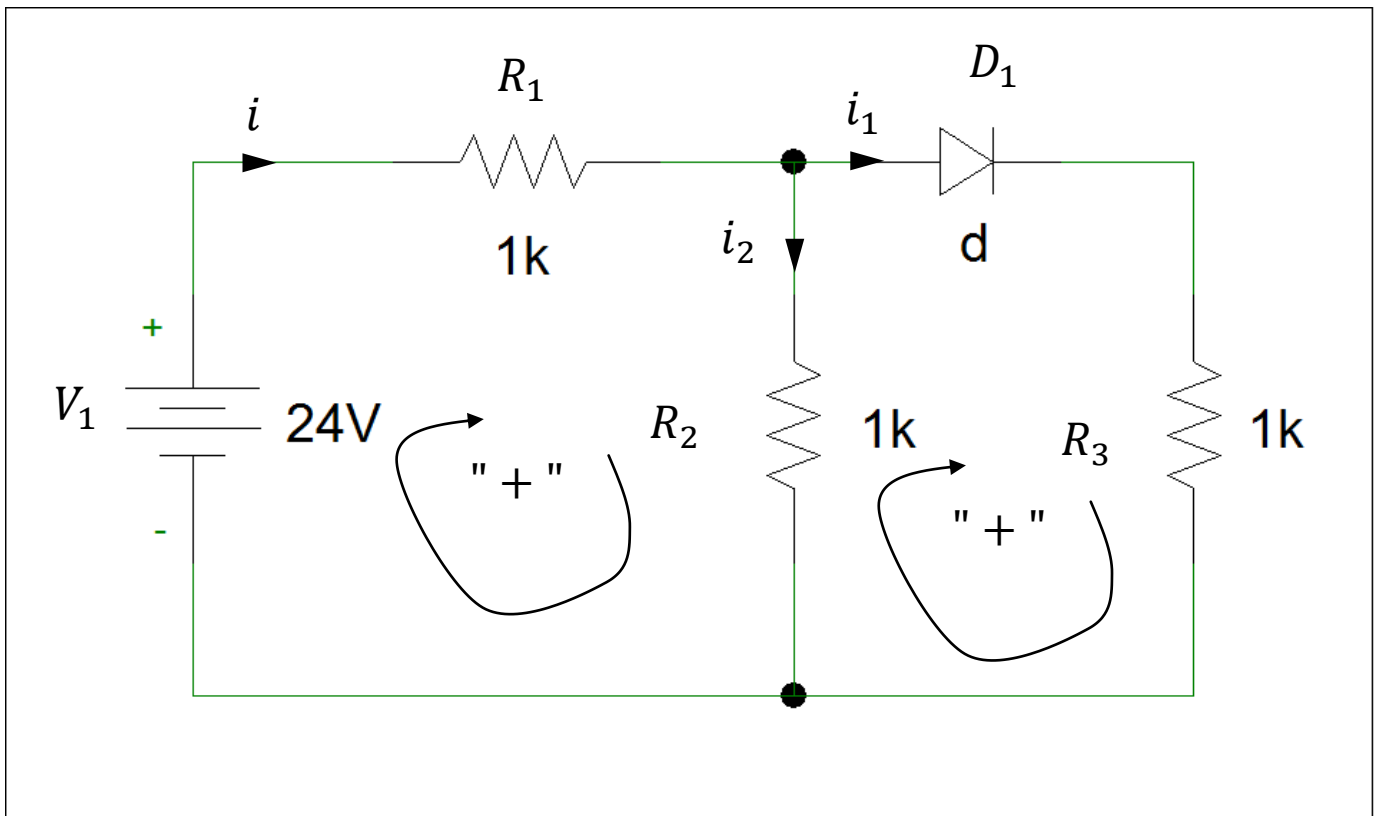 R₁
D₁
i
i₁
1k
i₂
d
+
V₁
24V
R₂
1k
R₃
1k
" + "
" + "
-